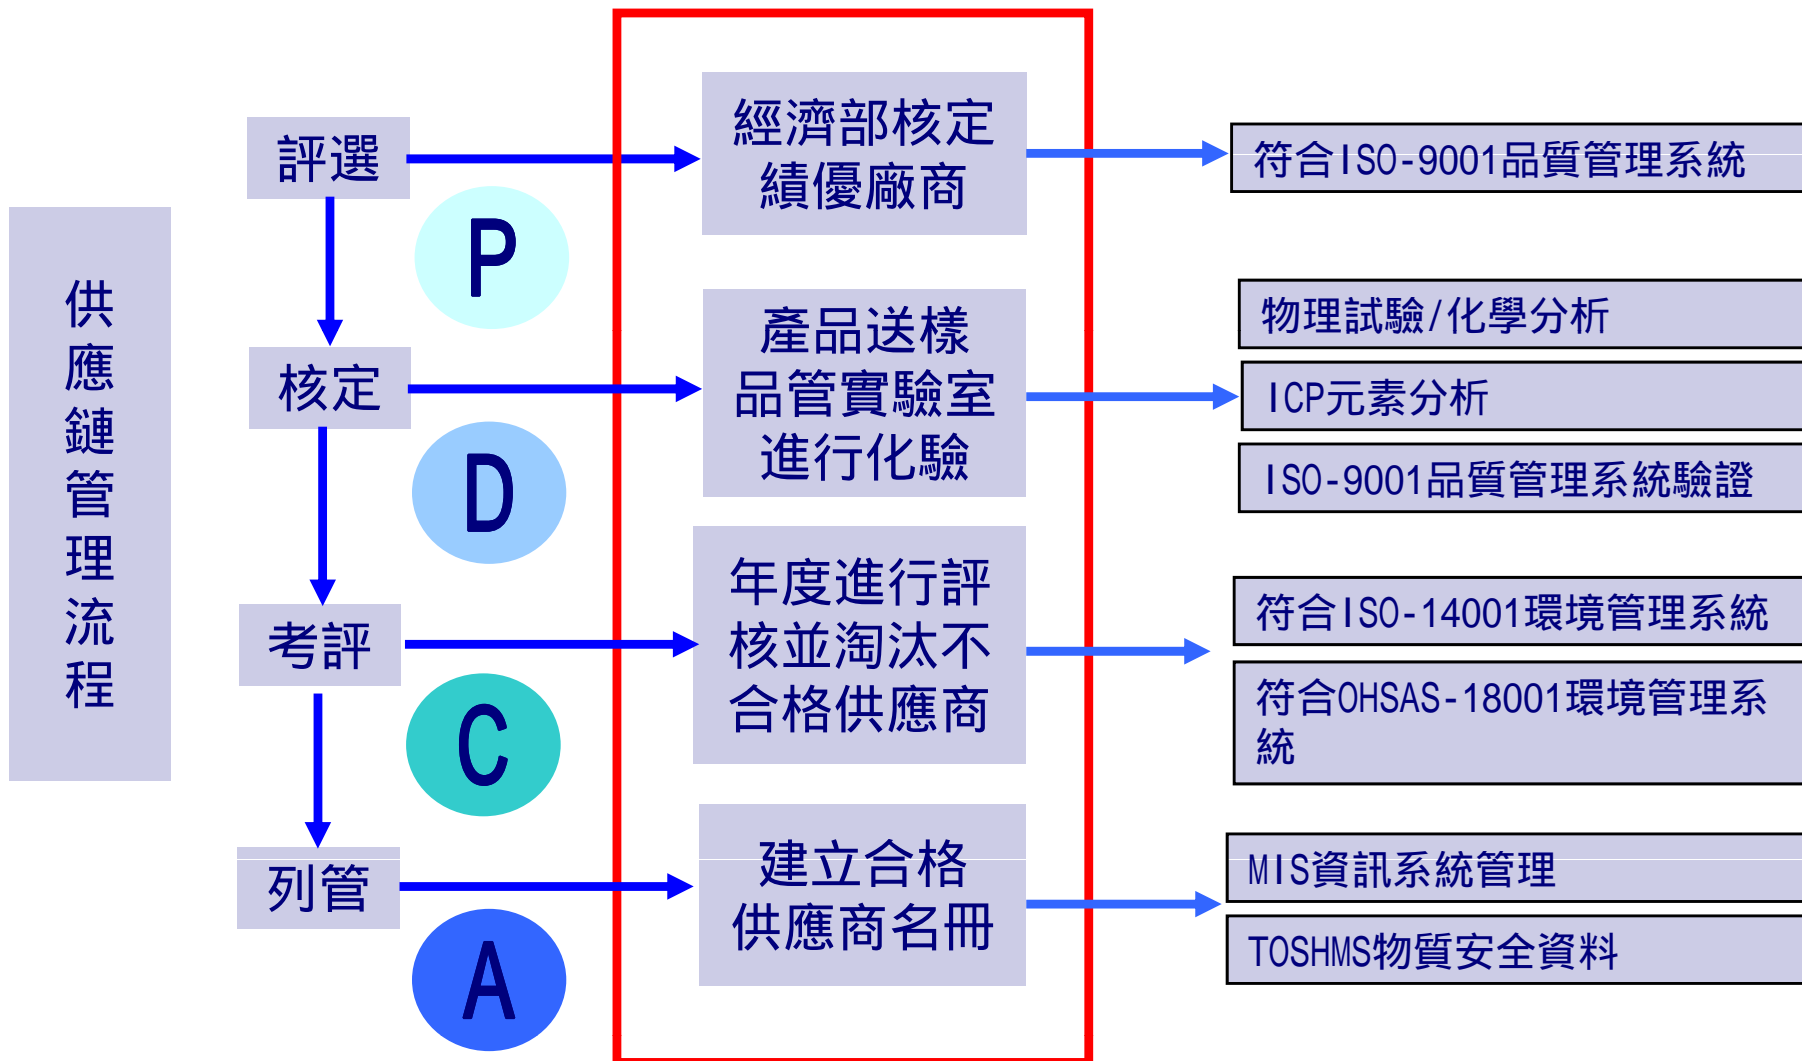 供應鏈管理流程
評選
P
經濟部核定
績優廠商
符合ISO-9001品質管理系統
核定
D
產品送樣
品管實驗室
進行化驗
物理試驗/化學分析
ICP元素分析
ISO-9001品質管理系統驗證
考評
C
年度進行評
核並淘汰不
合格供應商
符合ISO-14001環境管理系統
符合OHSAS-18001環境管理系
統
列管
A
建立合格
供應商名冊
MIS資訊系統管理
TOSHMS物質安全資料